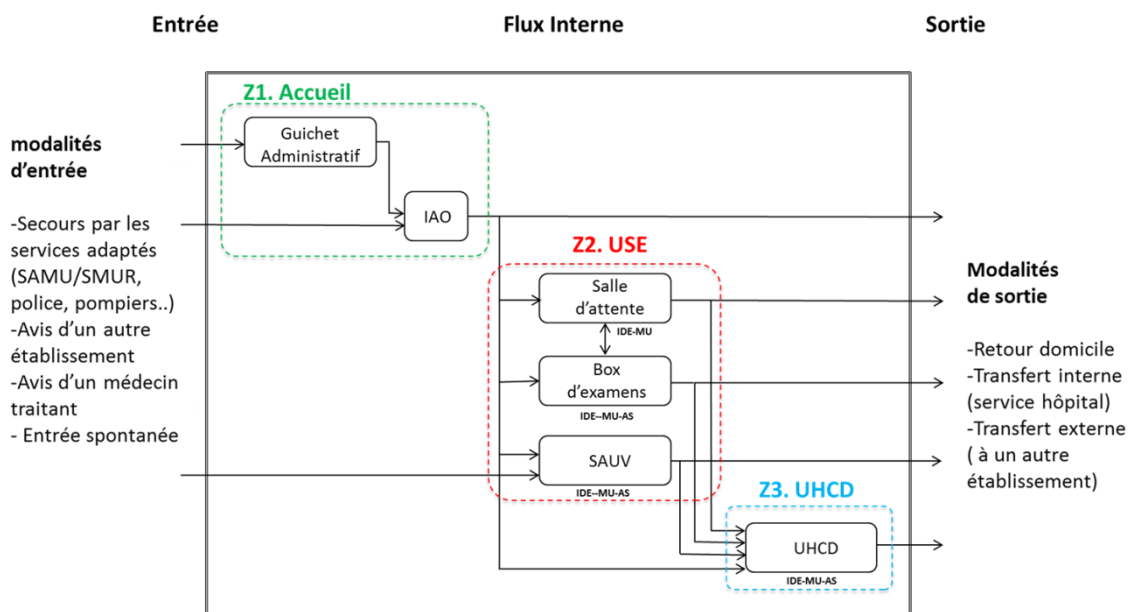 Entrée
Flux Interne
Sortie
Z1. Accueil
Guichet
Administratif
IAO
modalités
d’entrée
-Secours par les
services adaptés
(SAMU/SMUR,
police, pompiers..)
-Avis d’un autre
établissement
-Avis d’un médecin
traitant
- Entrée spontanée
Z2. USE
Salle
d’attente
IDE-MU
Box
d’examens
IDE--MU-AS
SAUV
IDE--MU-AS
Z3. UHCD
UHCD
IDE-MU-AS
Modalités
de sortie
-Retour domicile
-Transfert interne
(service hôpital)
-Transfert externe
( à un autre
établissement)